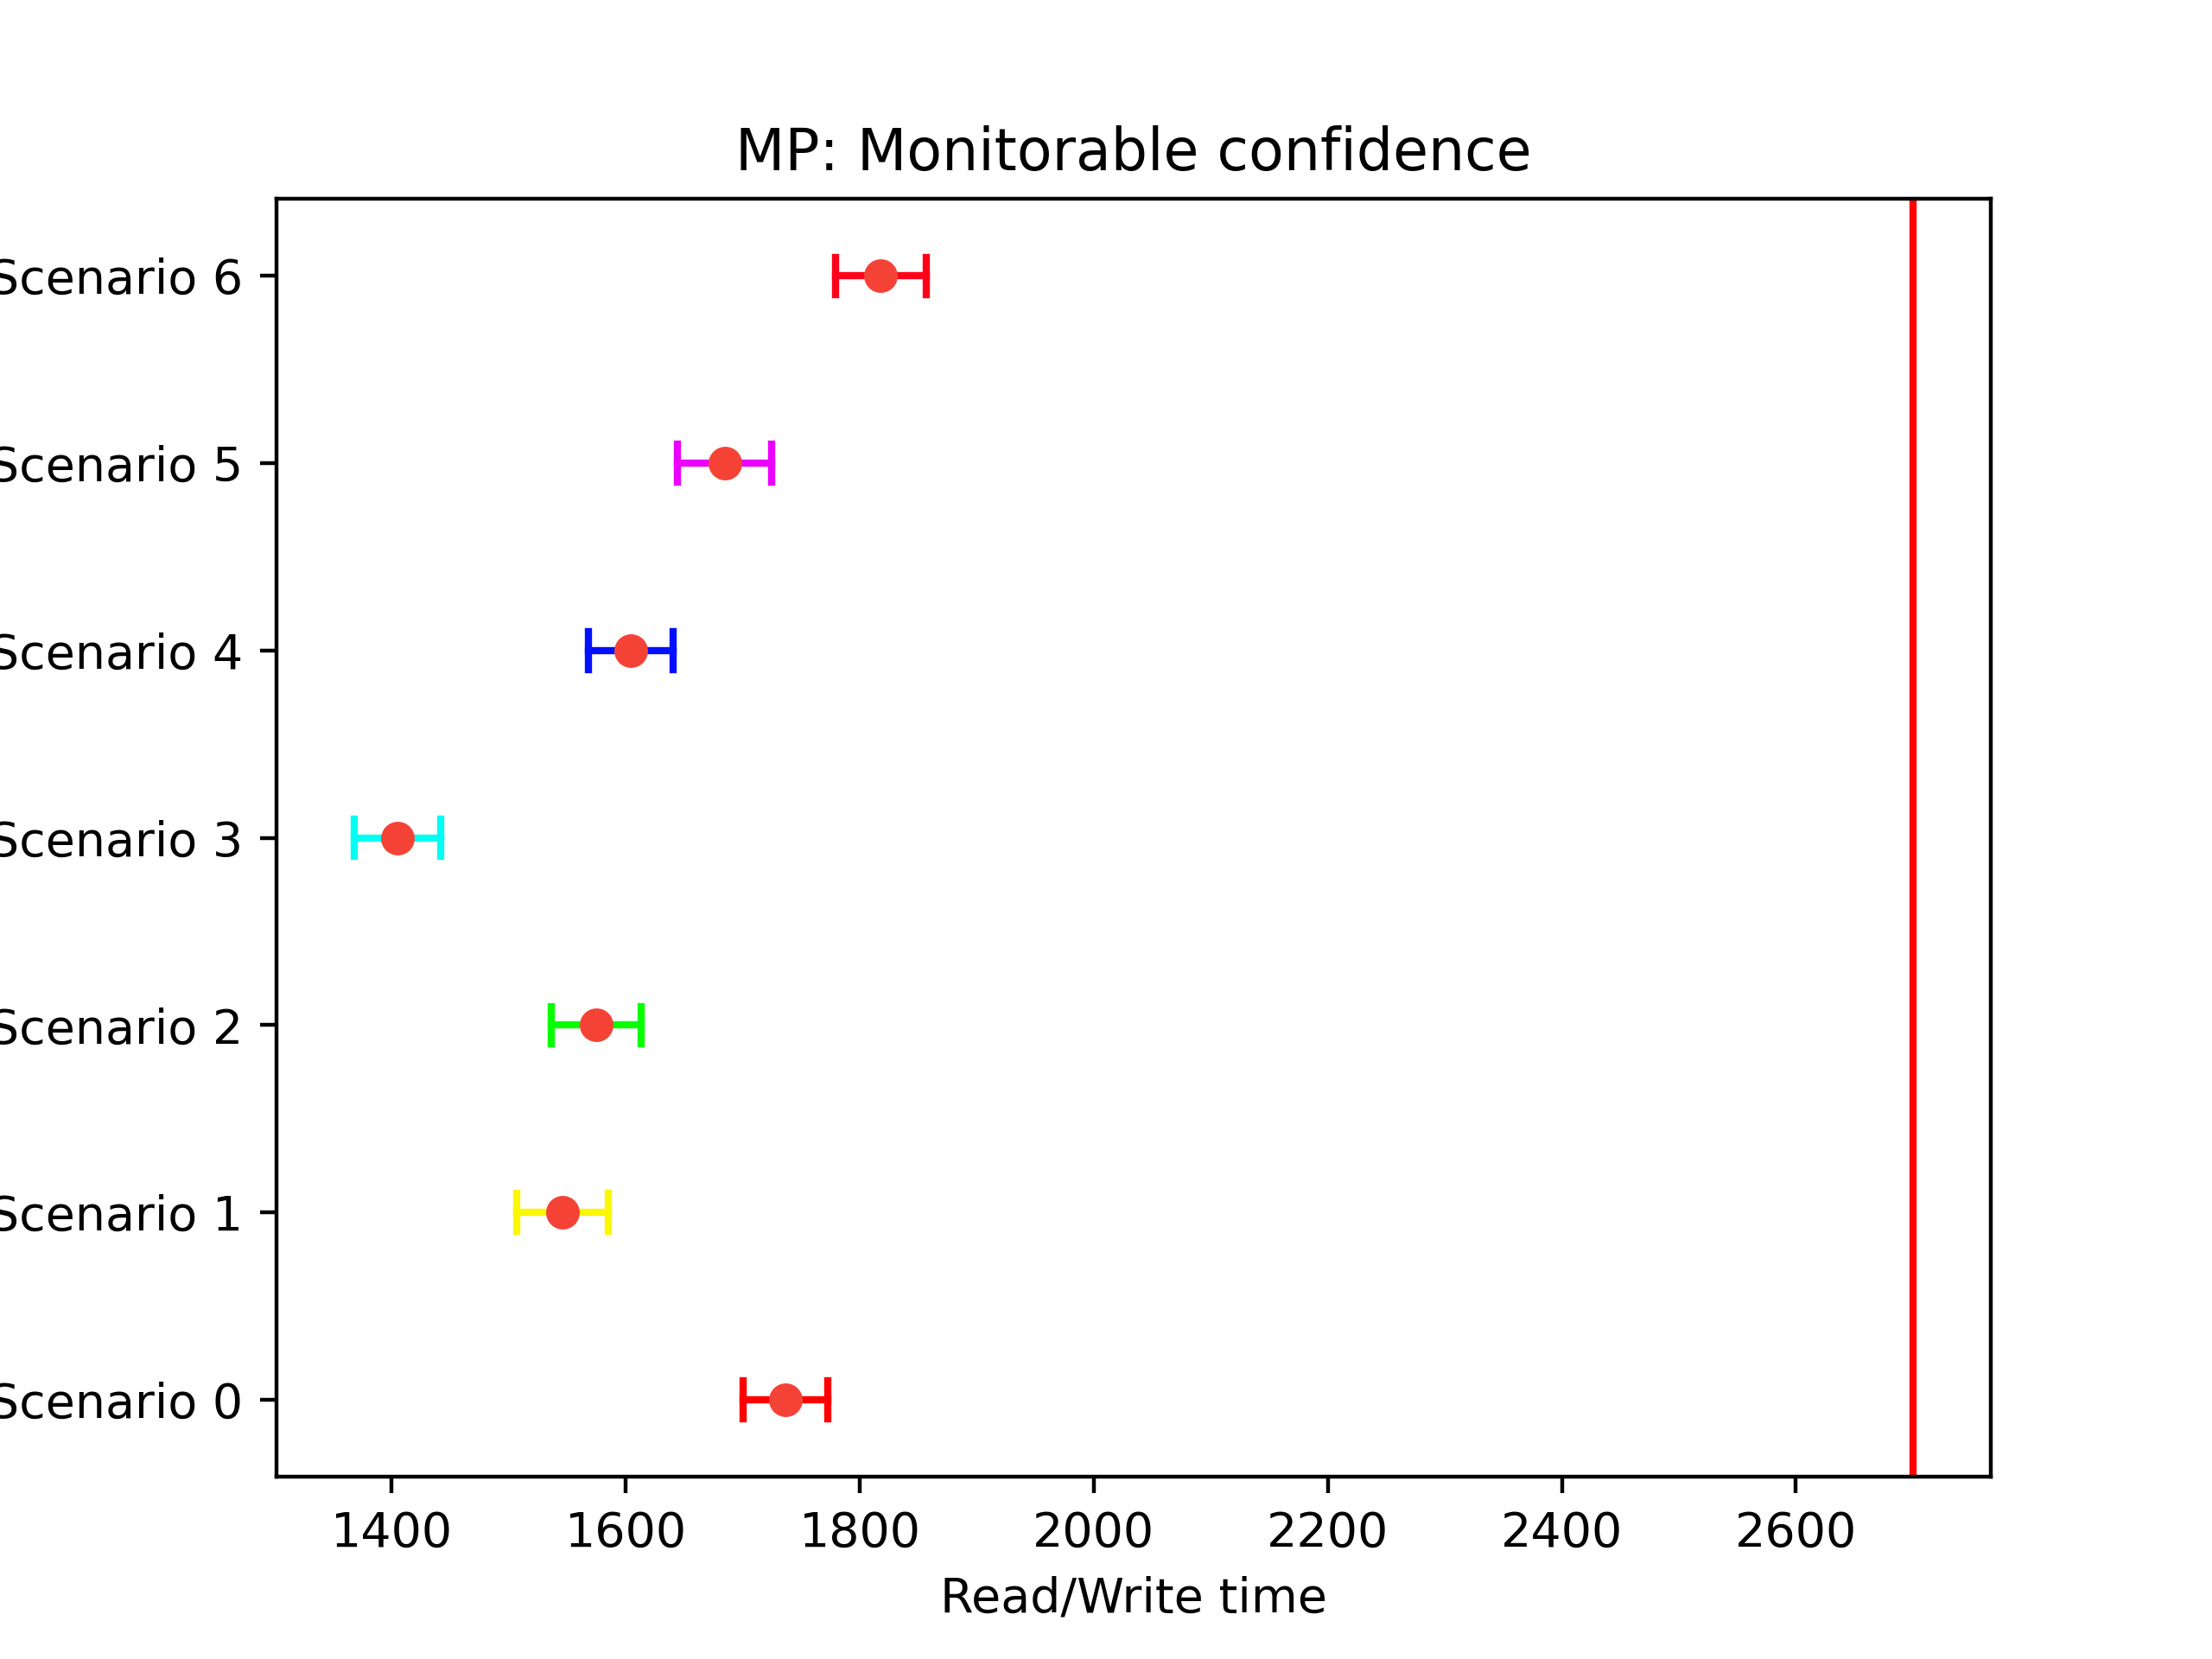 MP: Monitorable confidence
Scenario 6
Scenario 5
Scenario 4
Scenario 3
Scenario 2
Scenario 1
Scenario 0
1400 1600 1800 2000 2200 2400 2600
Read/Write time